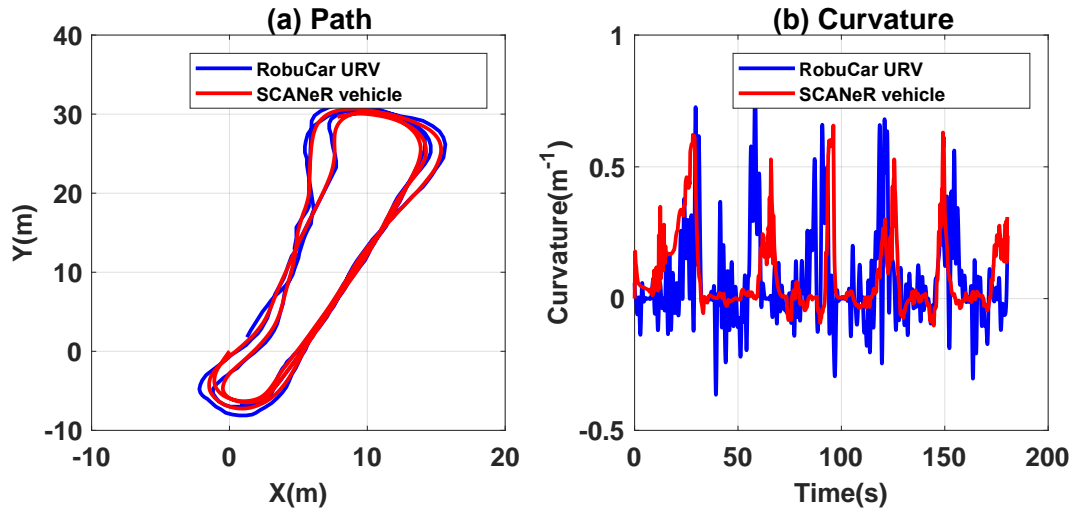 (a) Path
40
30
20
10
0
-10
-10
0
10
20
Y(m)
X(m)
RobuCar URV
SCANeR vehicle
(b) Curvature
1
0.5
0
-0.5
0
50
100
150
200
Curvature(m⁻¹)
Time(s)
RobuCar URV
SCANeR vehicle